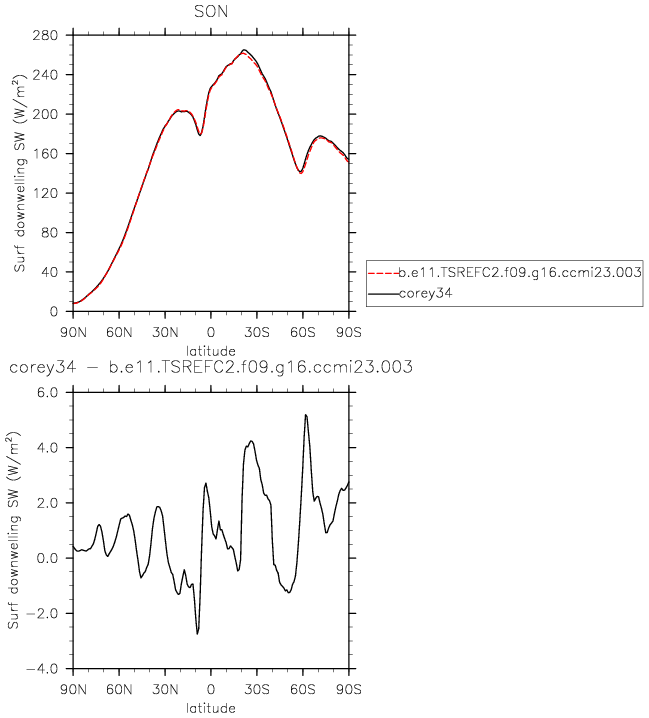 SON
Surf downwelling SW (W/m²)
280
240
200
160
120
80
40
0
90N 60N 30N 0 30S 60S 90S
latitude
b.e11.TSREFC2.f09.g16.ccmi23.003
corey34
corey34 − b.e11.TSREFC2.f09.g16.ccmi23.003
Surf downwelling SW (W/m²)
6.0
4.0
2.0
0.0
−2.0
−4.0
90N 60N 30N 0 30S 60S 90S
latitude